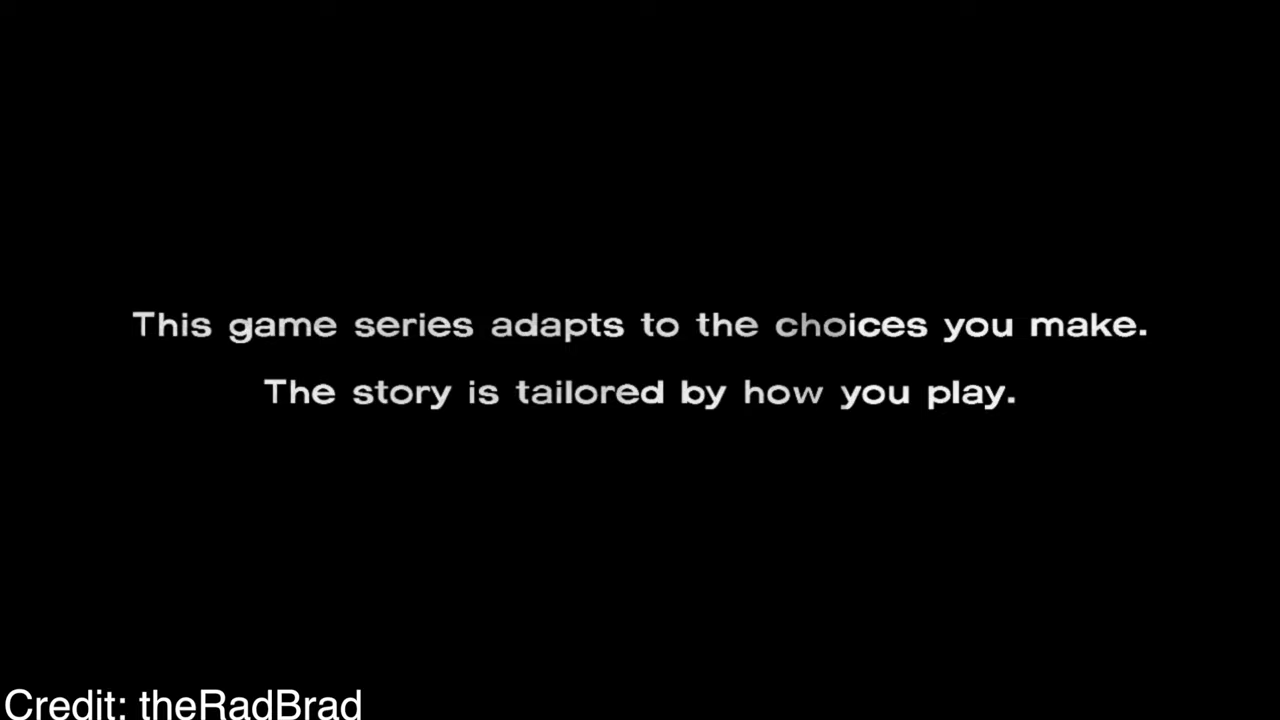 This game series adapts to the choices you make.
The story is tailored by how you play.
Credit: theRadBrad